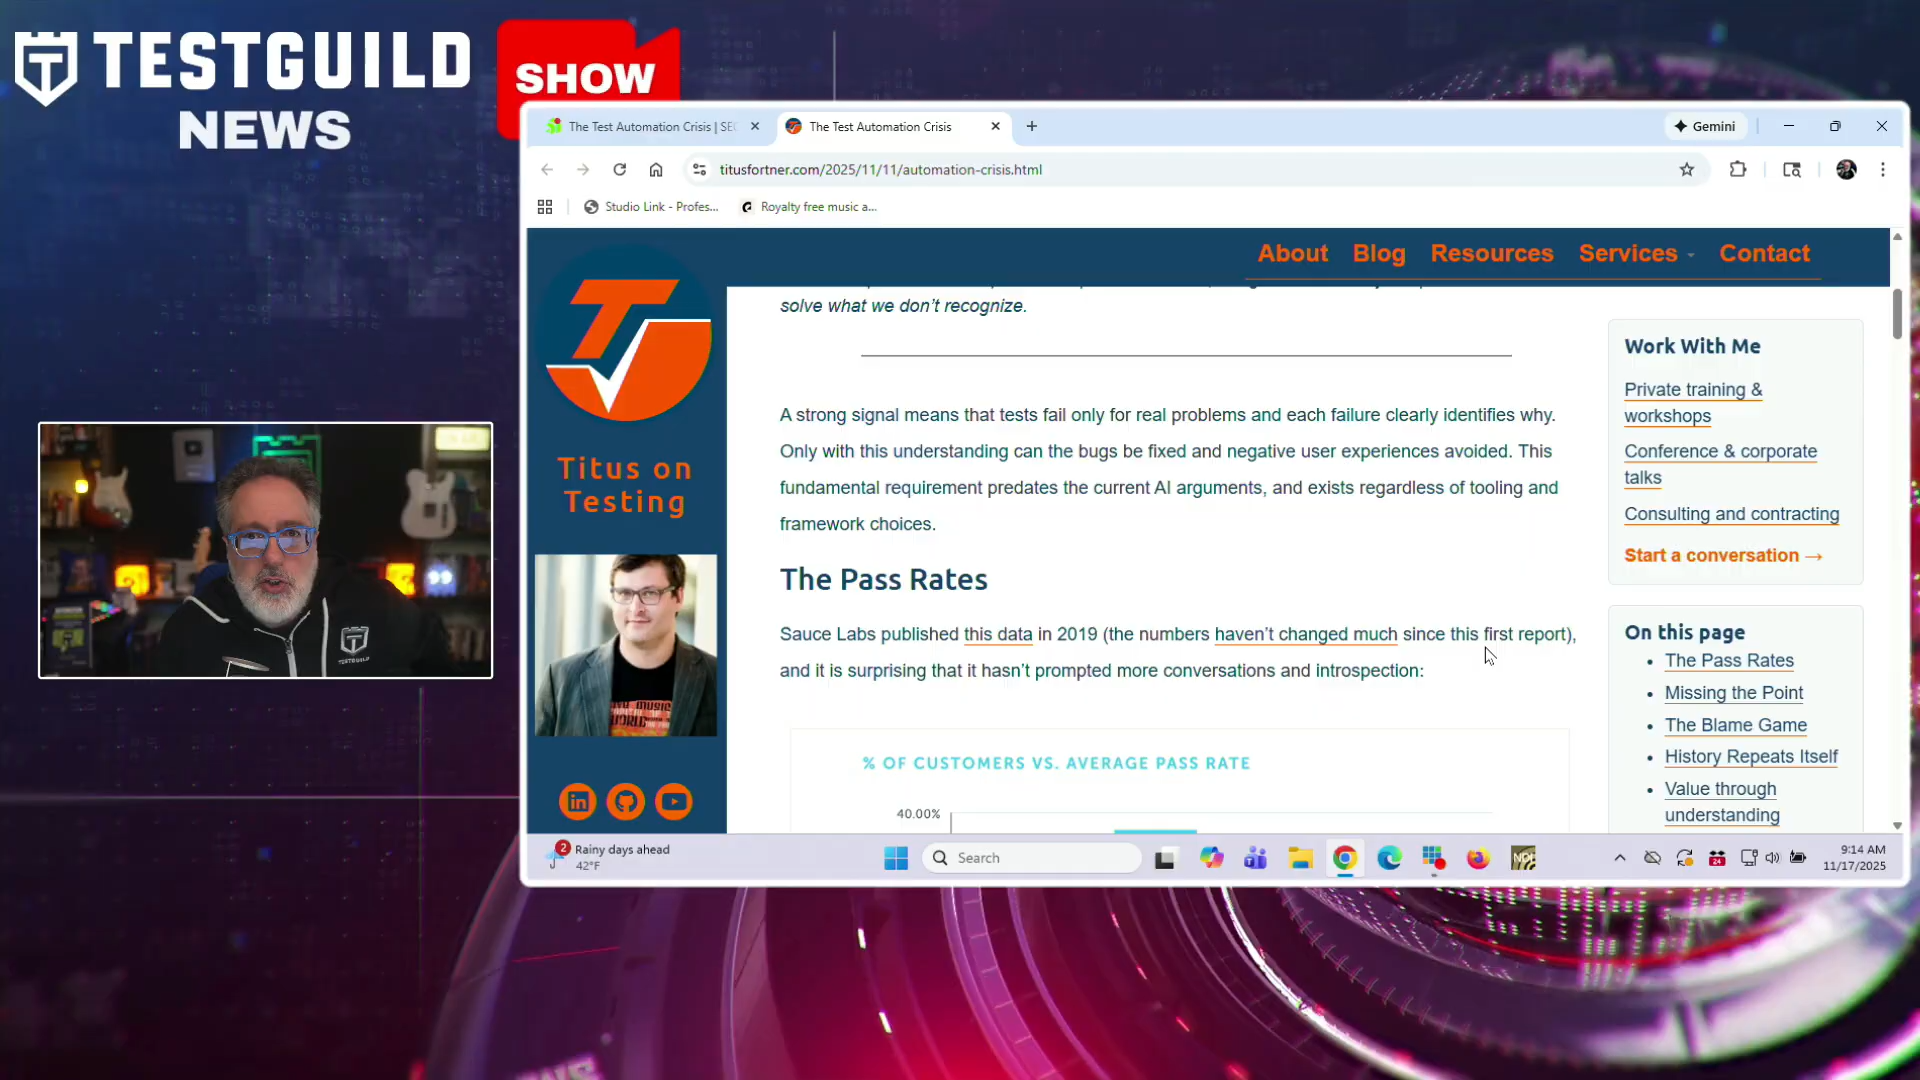 TESTGUILD
NEWS
SHOW
The Test Automation Crisis | SEC
The Test Automation Crisis
Gemini
titusfortner.com/2025/11/11/automation-crisis.html
Studio Link - Profes...
Royalty free music a...
About Blog Resources Services Contact
solve what we don't recognize.
A strong signal means that tests fail only for real problems and each failure clearly identifies why.
Only with this understanding can the bugs be fixed and negative user experiences avoided. This
fundamental requirement predates the current AI arguments, and exists regardless of tooling and
framework choices.
The Pass Rates
Sauce Labs published this data in 2019 (the numbers haven't changed much since this first report),
and it is surprising that it hasn't prompted more conversations and introspection:
% OF CUSTOMERS VS. AVERAGE PASS RATE
40.00%
Titus on
Testing
Work With Me
Private training &
workshops
Conference & corporate
talks
Consulting and contracting
Start a conversation →
On this page
The Pass Rates
Missing the Point
The Blame Game
History Repeats Itself
Value through
understanding
2
Rainy days ahead
42°F
Search
24
9:14 AM
11/17/2025
TESTGUILD